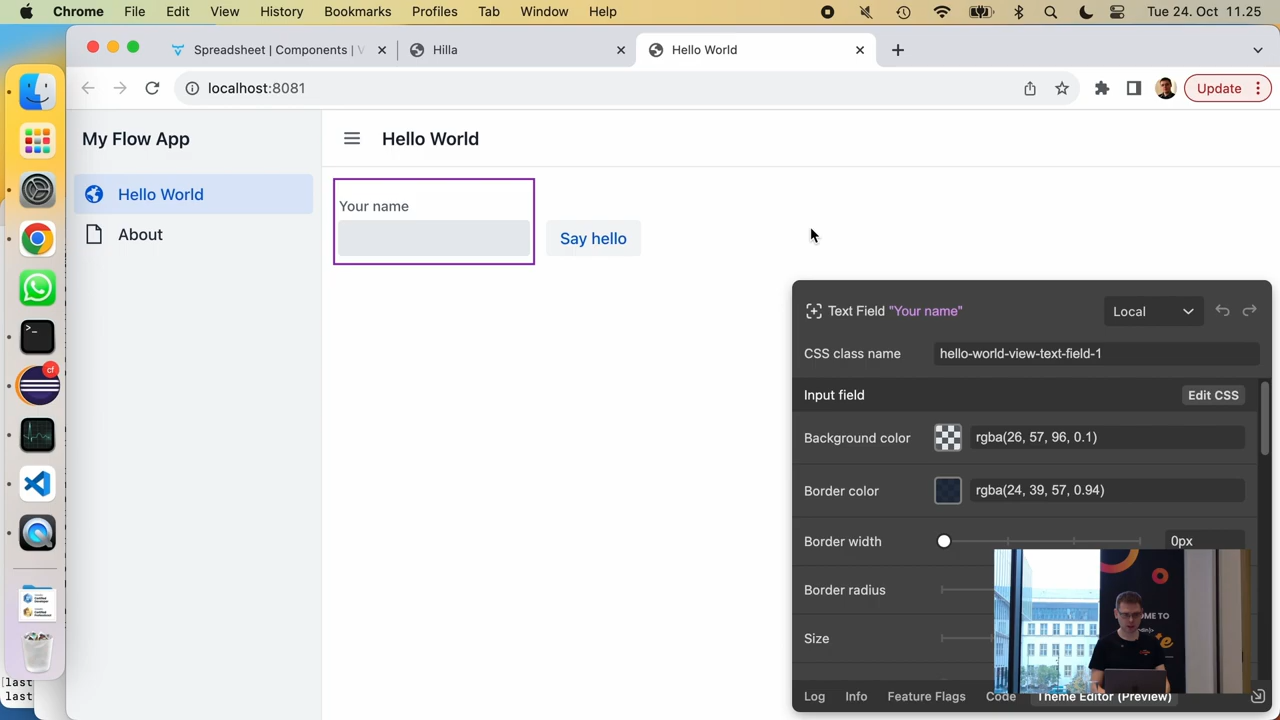 Chrome File Edit View History Bookmarks Profiles Tab Window Help Tue 24. Oct 11.25
Spreadsheet | Components | V
Hilla
Hello World
localhost:8081
Update
My Flow App
Hello World
Hello World
About
Your name
Say hello
Text Field "Your name"
Local
CSS class name
hello-world-view-text-field-1
Input field
Edit CSS
Background color
rgba(26, 57, 96, 0.1)
Border color
rgba(24, 39, 57, 0.94)
Border width
0px
Border radius
Size
Log Info Feature Flags Code Theme Editor (Preview)
cf
[last
last